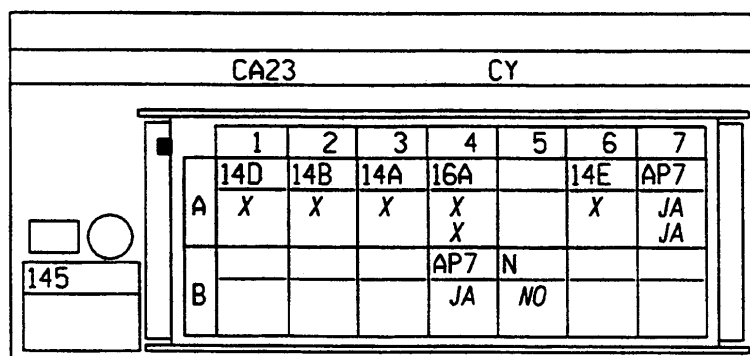 CA23 CY
1 2 3 4 5 6 7
14D 14B 14A 16A 14E AP7
A X X X X X JA
X JA
AP7 N
145
B JA NO